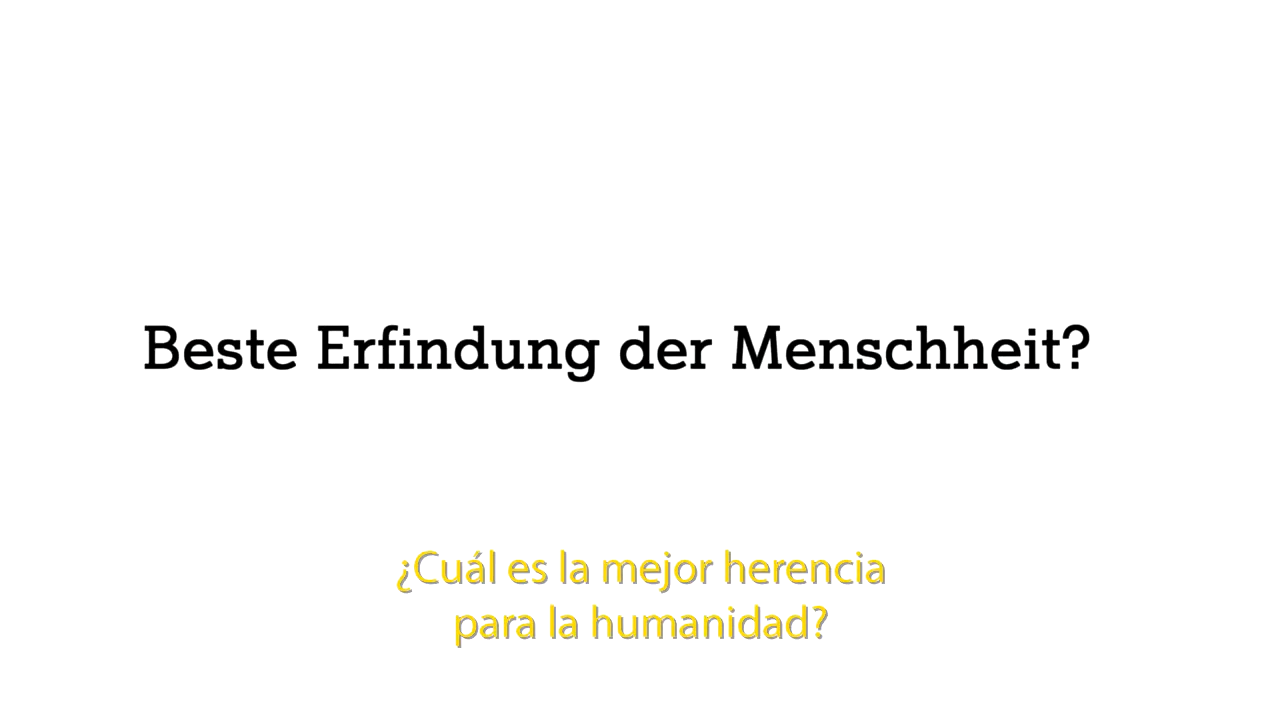 Beste Erfindung der Menschheit?
¿Cuál es la mejor herencia
para la humanidad?